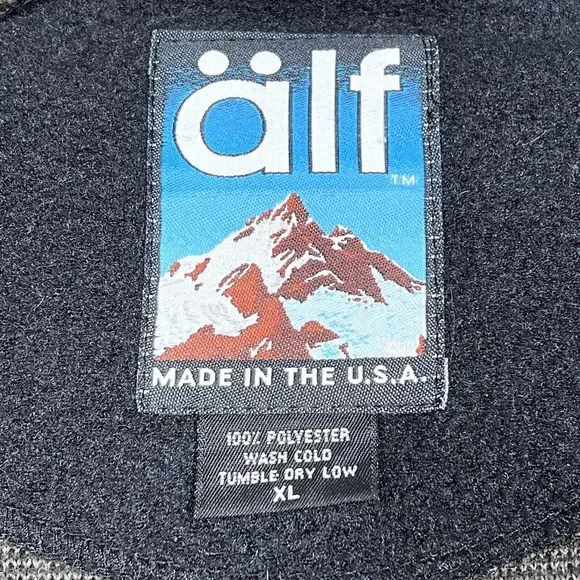 älf
TM
MADE IN THE U.S.A.
100% POLYESTER
WASH COLD
TUMBLE DRY LOW
XL